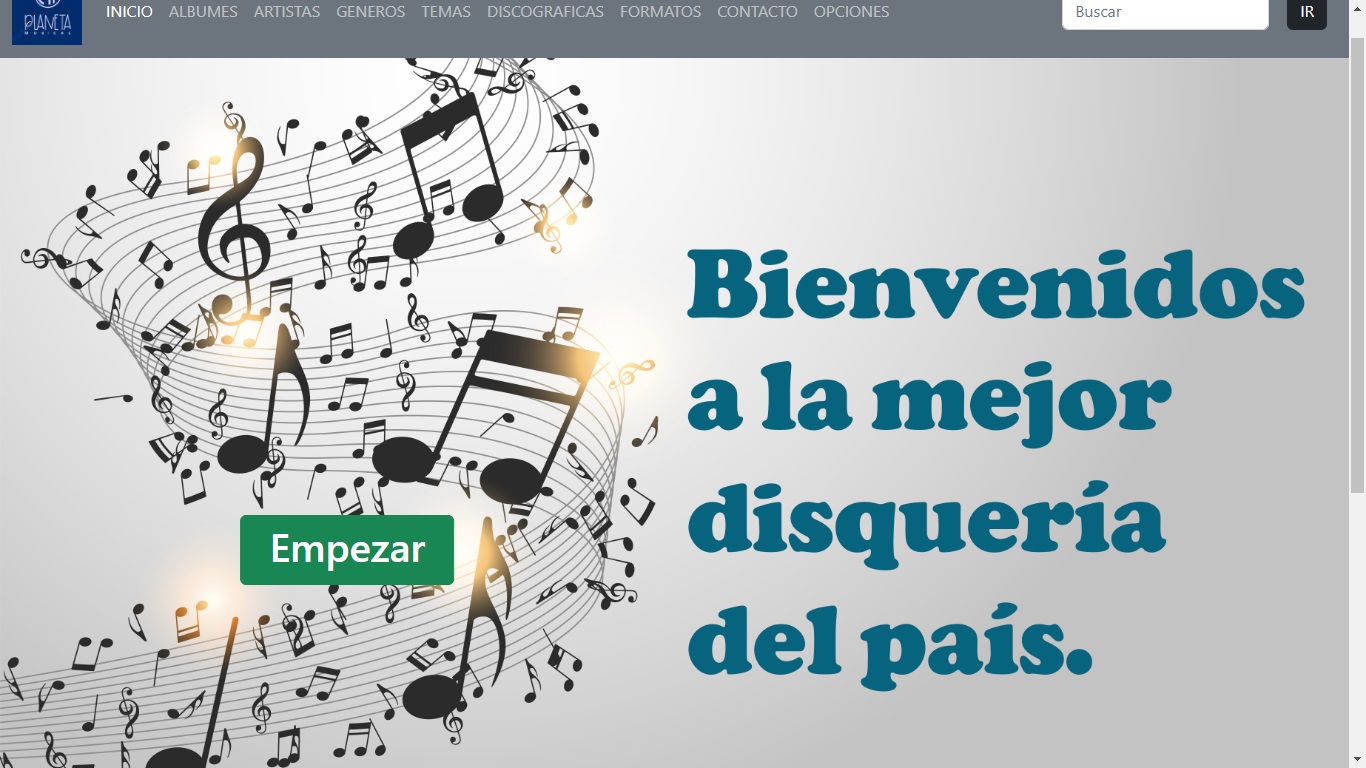 PLANETA
MUSICAL
INICIO ALBUMES ARTISTAS GENEROS TEMAS DISCOGRAFICAS FORMATOS CONTACTO OPCIONES
Buscar
IR
Bienvenidos
a la mejor
disquería
del país.
Empezar